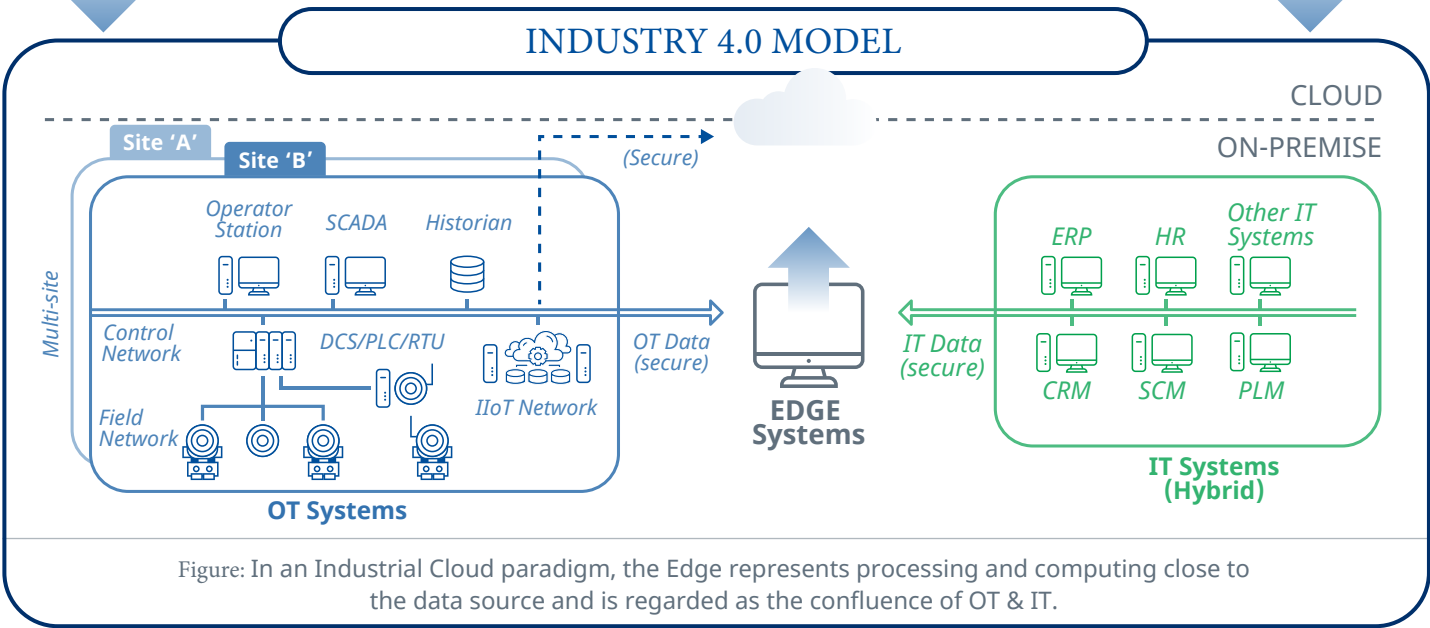 INDUSTRY 4.0 MODEL
CLOUD
ON-PREMISE
Site ‘A’
Site ‘B’
(Secure)
Multi-site
Operator
Station
SCADA
Historian
Control
Network
DCS/PLC/RTU
IIoT Network
Field
Network
OT Systems
OT Data
(secure)
EDGE
Systems
IT Data
(secure)
ERP
HR
Other IT
Systems
CRM
SCM
PLM
IT Systems
(Hybrid)
Figure: In an Industrial Cloud paradigm, the Edge represents processing and computing close to
the data source and is regarded as the confluence of OT & IT.